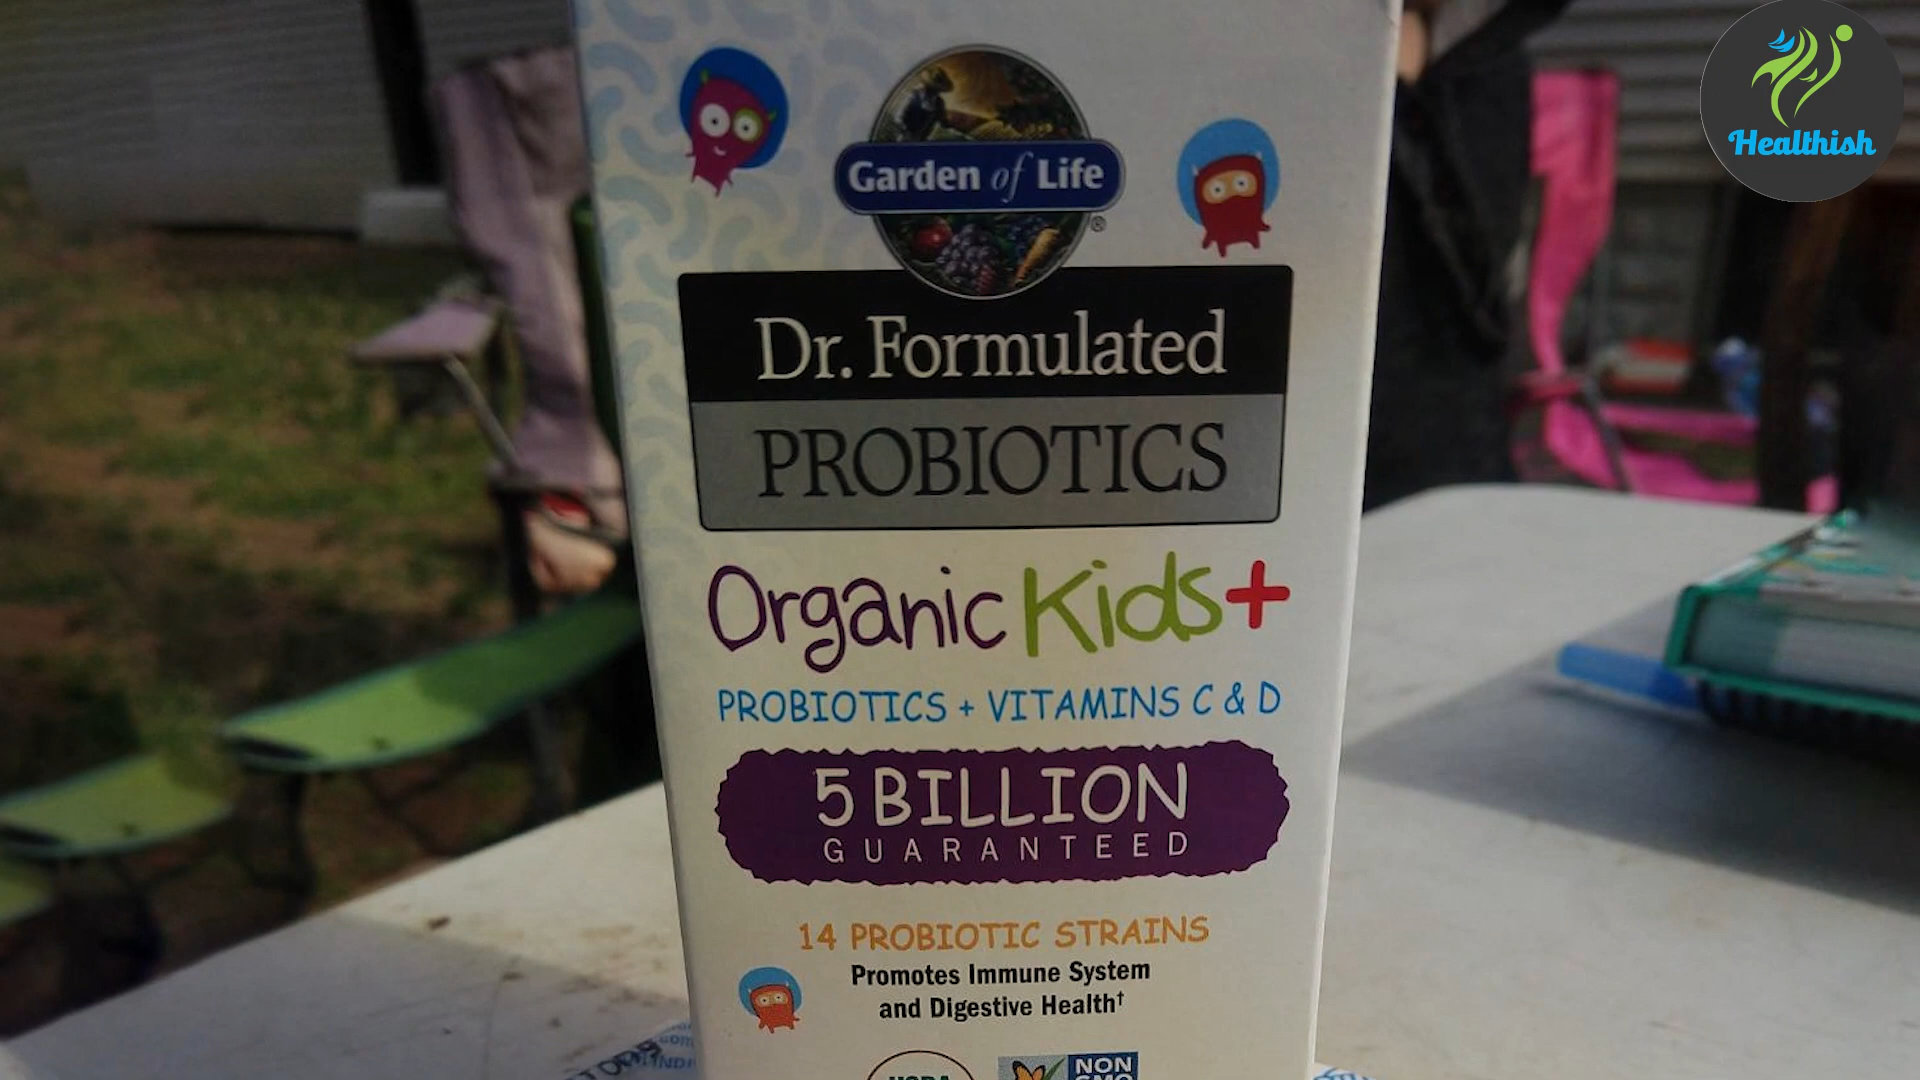 Healthish
Garden of Life®
Dr. Formulated
PROBIOTICS
Organic Kids+
PROBIOTICS + VITAMINS C & D
5 BILLION
GUARANTEED
14 PROBIOTIC STRAINS
Promotes Immune System
and Digestive Health†
NON